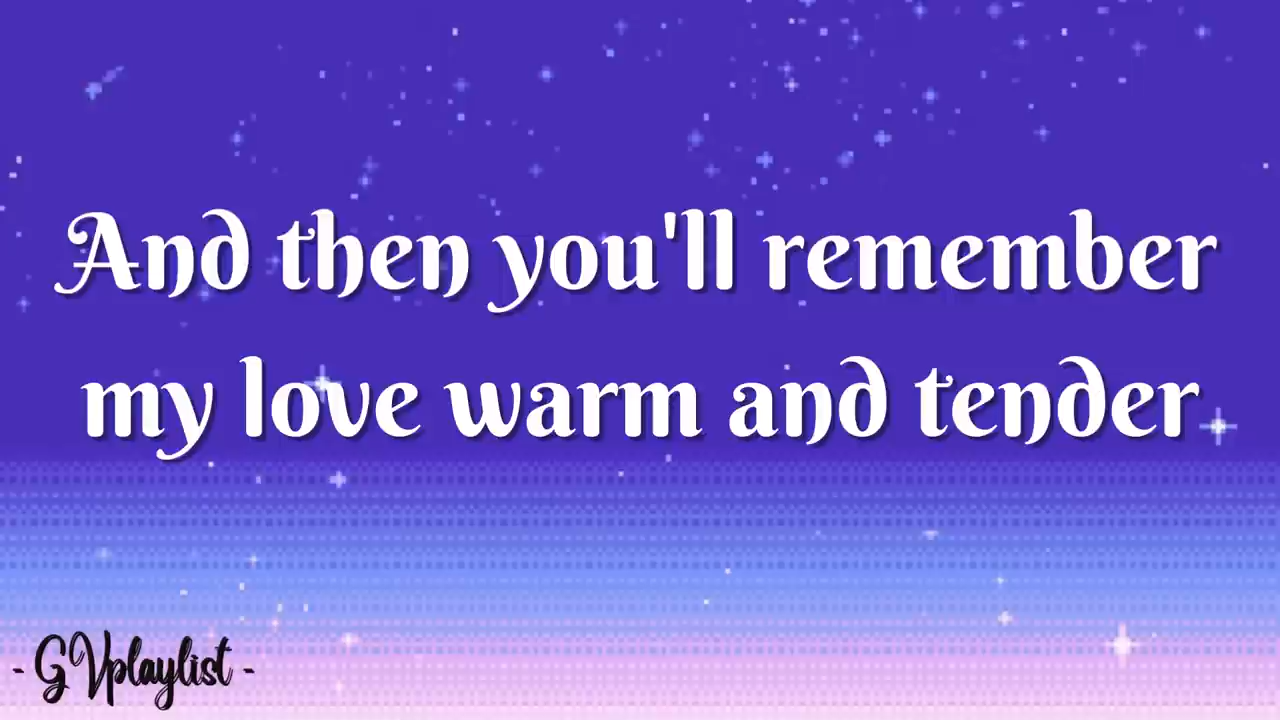 And then you'll remember
my love warm and tender
- GVplaylist -